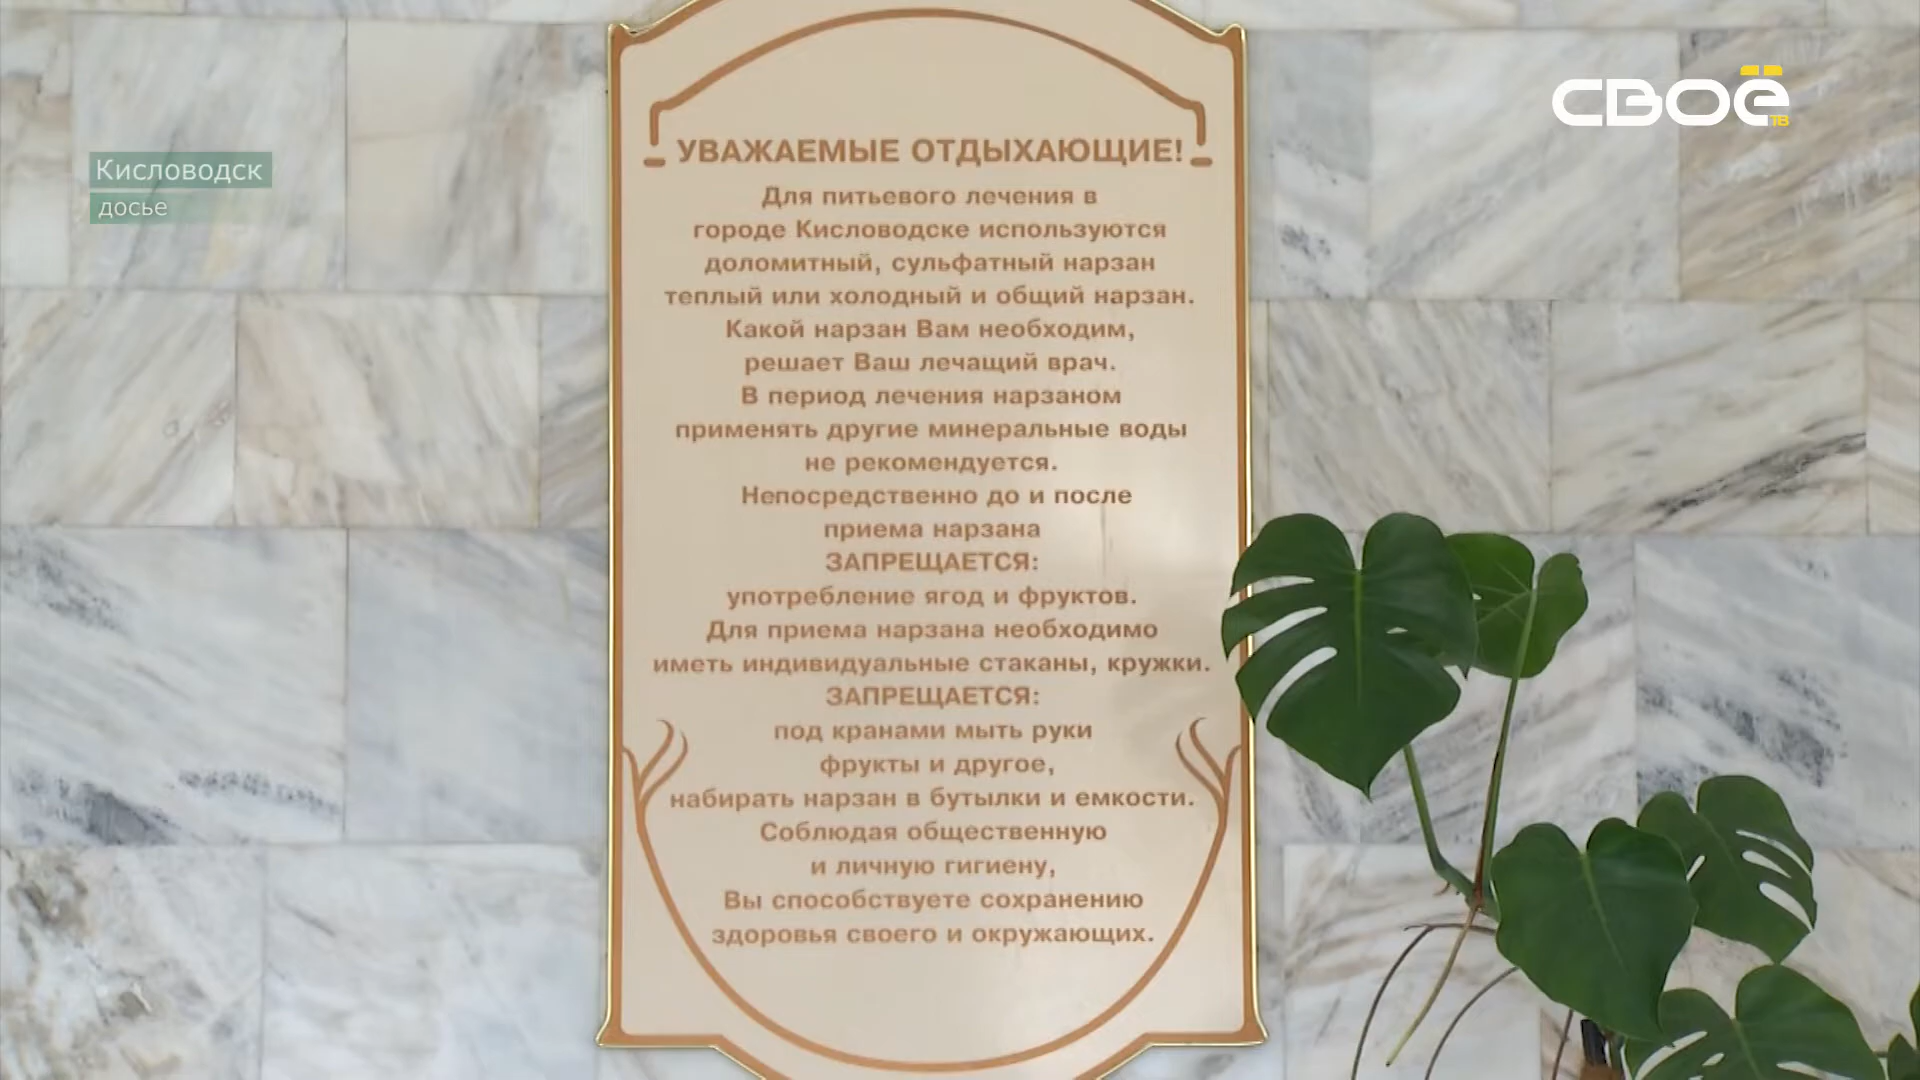 СВОЁ
ТВ
Кисловодск
досье
УВАЖАЕМЫЕ ОТДЫХАЮЩИЕ!
Для питьевого лечения в
городе Кисловодске используются
доломитный, сульфатный нарзан
теплый или холодный и общий нарзан.
Какой нарзан Вам необходим,
решает Ваш лечащий врач.
В период лечения нарзаном
применять другие минеральные воды
не рекомендуется.
Непосредственно до и после
приема нарзана
ЗАПРЕЩАЕТСЯ:
употребление ягод и фруктов.
Для приема нарзана необходимо
иметь индивидуальные стаканы, кружки.
ЗАПРЕЩАЕТСЯ:
под кранами мыть руки
фрукты и другое,
набирать нарзан в бутылки и емкости.
Соблюдая общественную
и личную гигиену,
Вы способствуете сохранению
здоровья своего и окружающих.